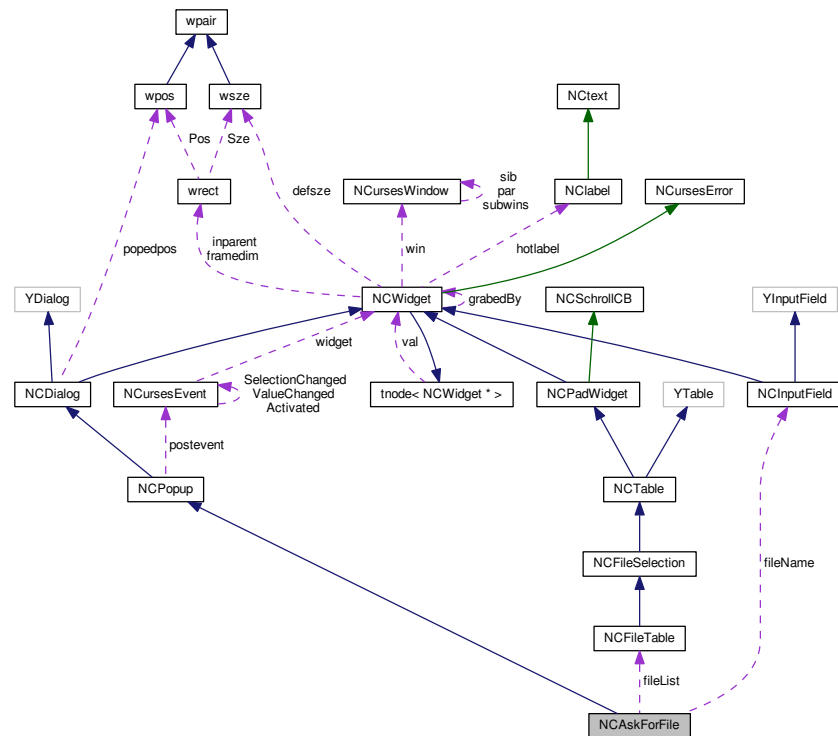 wpair
wpos
wsze
NCtext
Pos
Sze
sib
par
subwins
wrect
NCursesWindow
NClabel
NCursesError
defsze
popedpos
inparent
framedim
win
hotlabel
YDialog
NCWidget
grabedBy
NCSchrollCB
YInputField
widget
val
NCDialog
NCursesEvent
SelectionChanged
ValueChanged
Activated
tnode< NCWidget * >
NCPadWidget
YTable
NCInputField
postevent
NCPopup
NCTable
NCFileSelection
fileName
NCFileTable
fileList
NCAskForFile